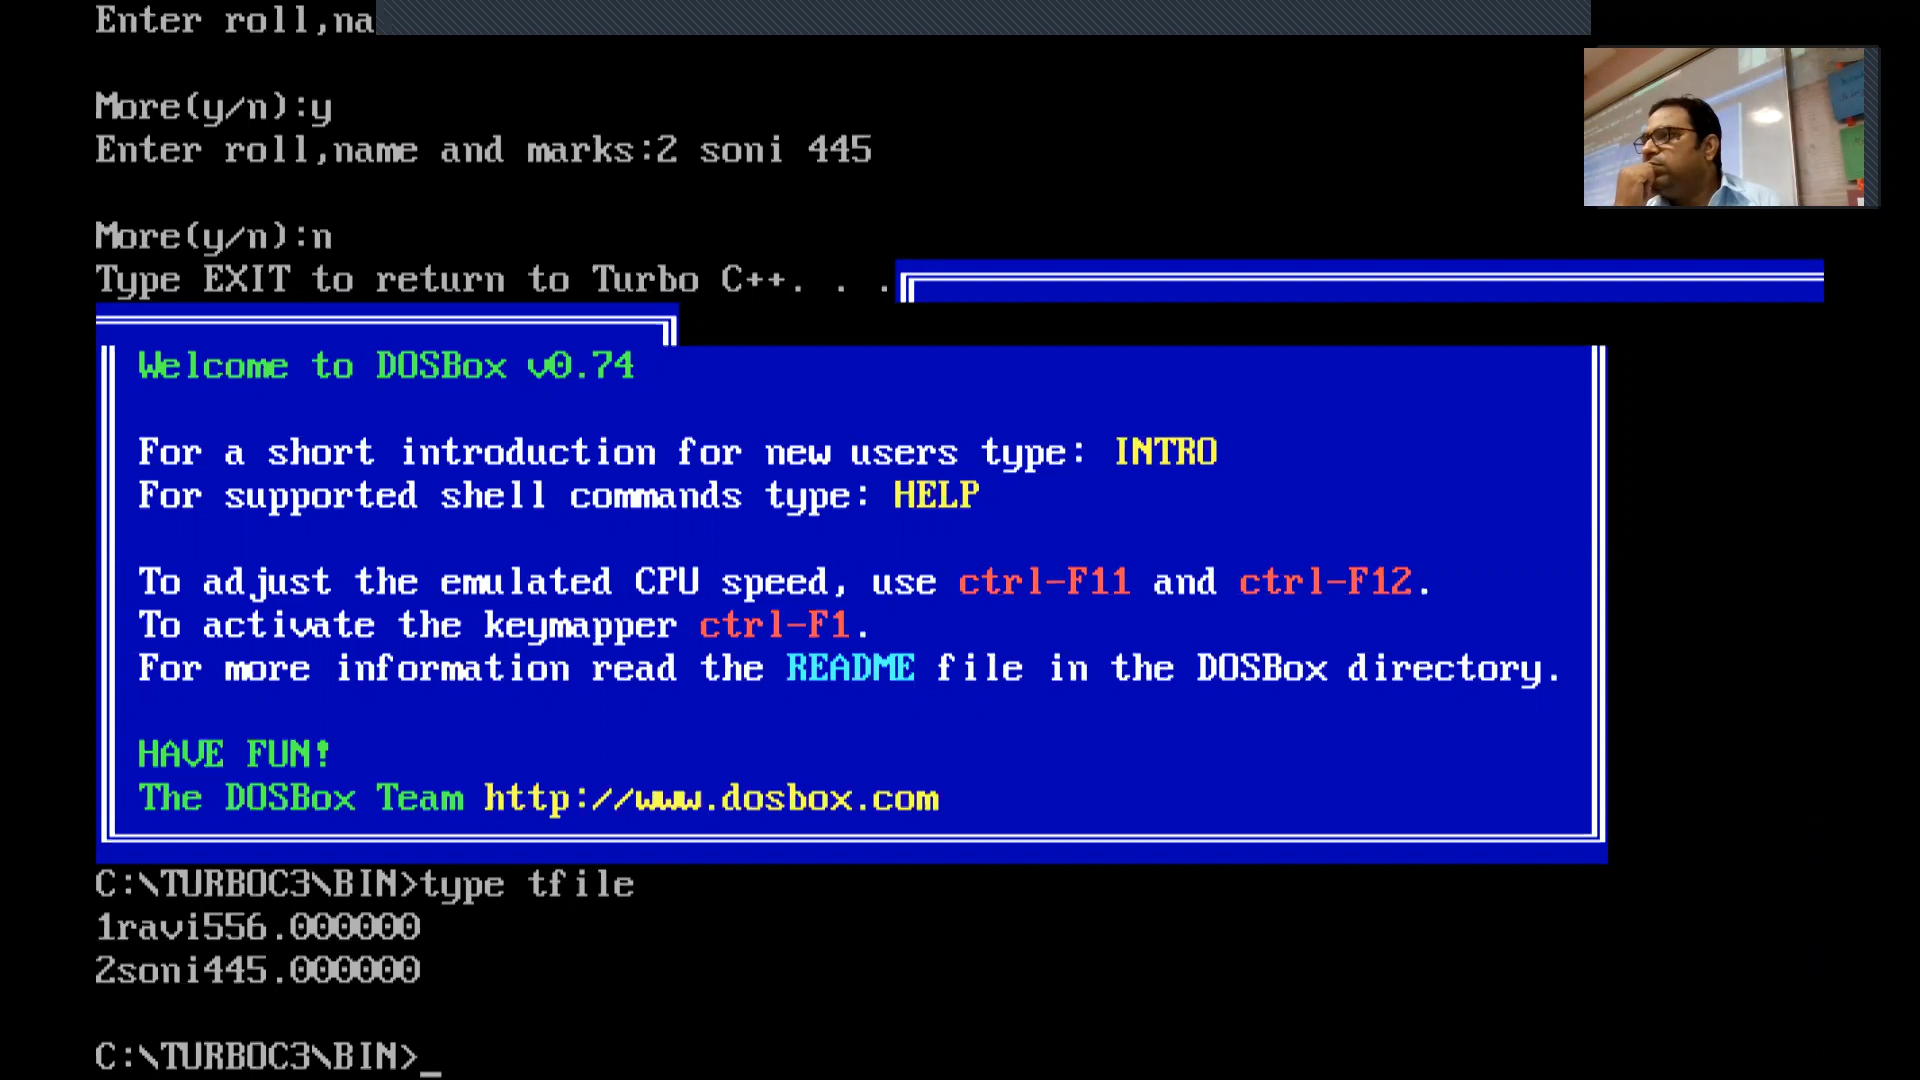 Enter roll,na
More(y/n):y
Enter roll,name and marks:2 soni 445
More(y/n):n
Type EXIT to return to Turbo C++. . .
Welcome to DOSBox v0.74
For a short introduction for new users type: INTRO
For supported shell commands type: HELP
To adjust the emulated CPU speed, use ctrl-F11 and ctrl-F12.
To activate the keymapper ctrl-F1.
For more information read the README file in the DOSBox directory.
HAVE FUN!
The DOSBox Team http://www.dosbox.com
C:\TURBOC3\BIN>type tfile
1ravi556.000000
2soni445.000000
C:\TURBOC3\BIN>_